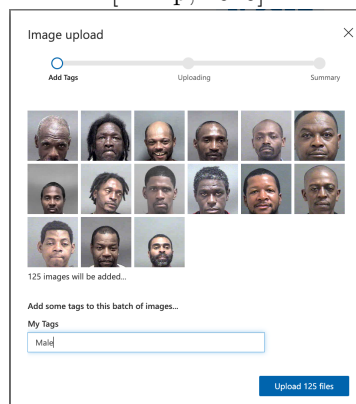 Image upload
Add Tags Uploading Summary
125 images will be added...
Add some tags to this batch of images...
My Tags
Male
Upload 125 files